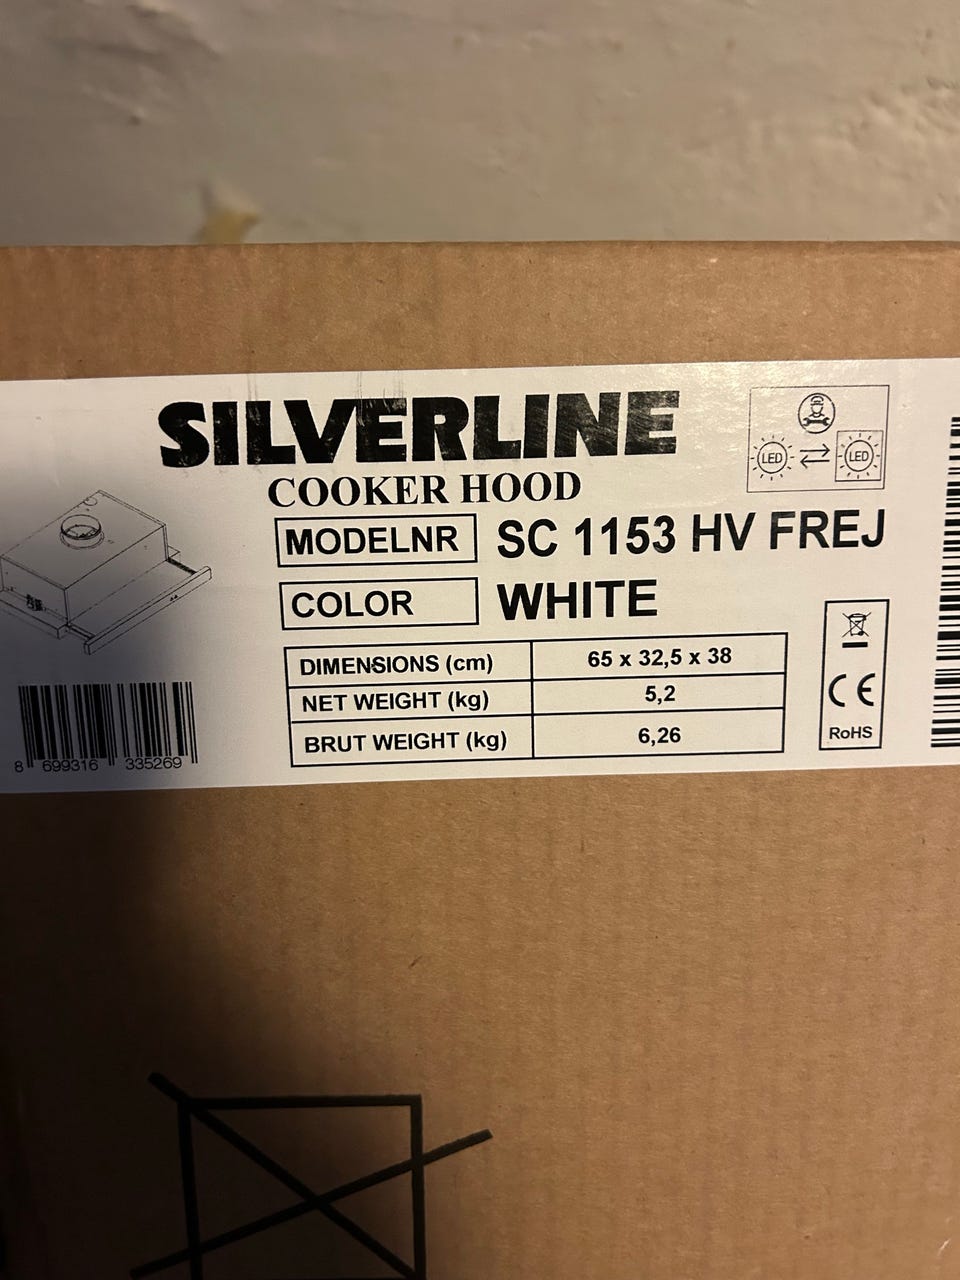 SILVERLINE
COOKER HOOD
MODELNR SC 1153 HV FREJ
COLOR WHITE
DIMENSIONS (cm) 65 x 32,5 x 38
NET WEIGHT (kg) 5,2
BRUT WEIGHT (kg) 6,26
LED LED
CE
RoHS
8 699316 335269